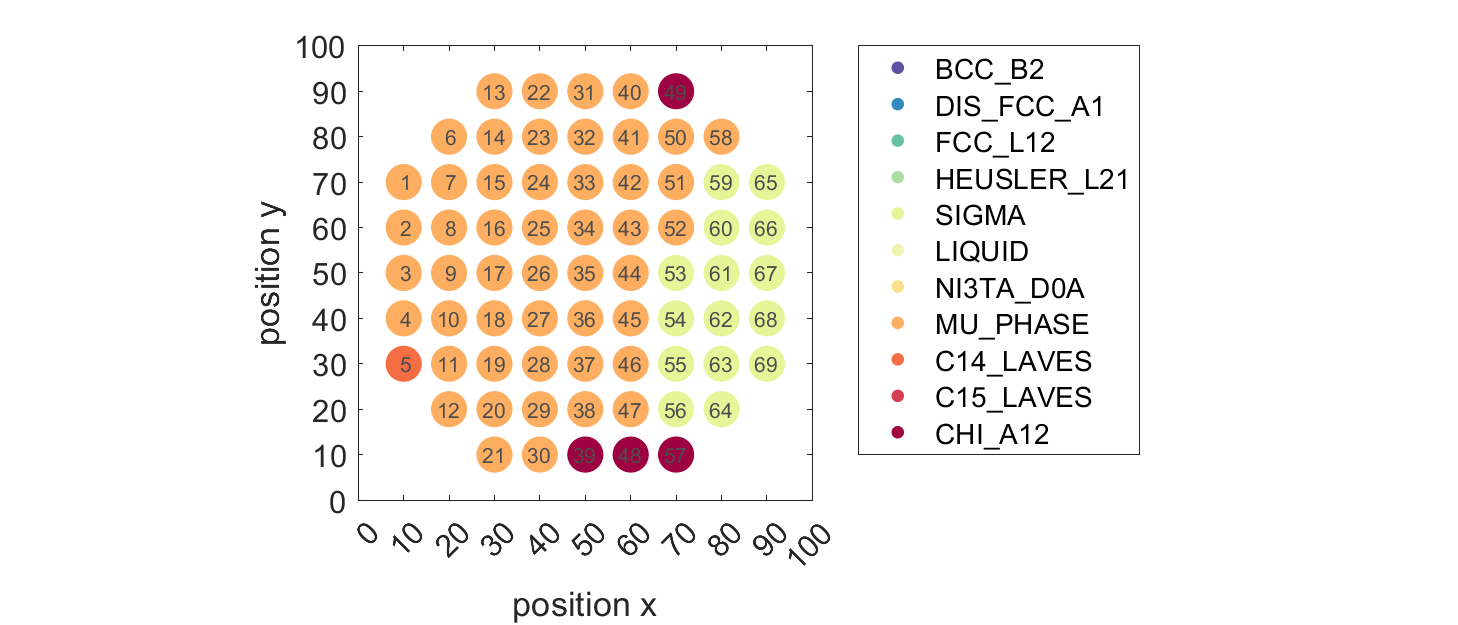 100
90
80
70
60
50
40
30
20
10
0
position y
13 22 31 40 49
6 14 23 32 41 50 58
1 7 15 24 33 42 51 59 65
2 8 16 25 34 43 52 60 66
3 9 17 26 35 44 53 61 67
4 10 18 27 36 45 54 62 68
5 11 19 28 37 46 55 63 69
12 20 29 38 47 56 64
21 30 39 48 57
0 10 20 30 40 50 60 70 80 90 100
position x
BCC_B2
DIS_FCC_A1
FCC_L12
HEUSLER_L21
SIGMA
LIQUID
NI3TA_D0A
MU_PHASE
C14_LAVES
C15_LAVES
CHI_A12